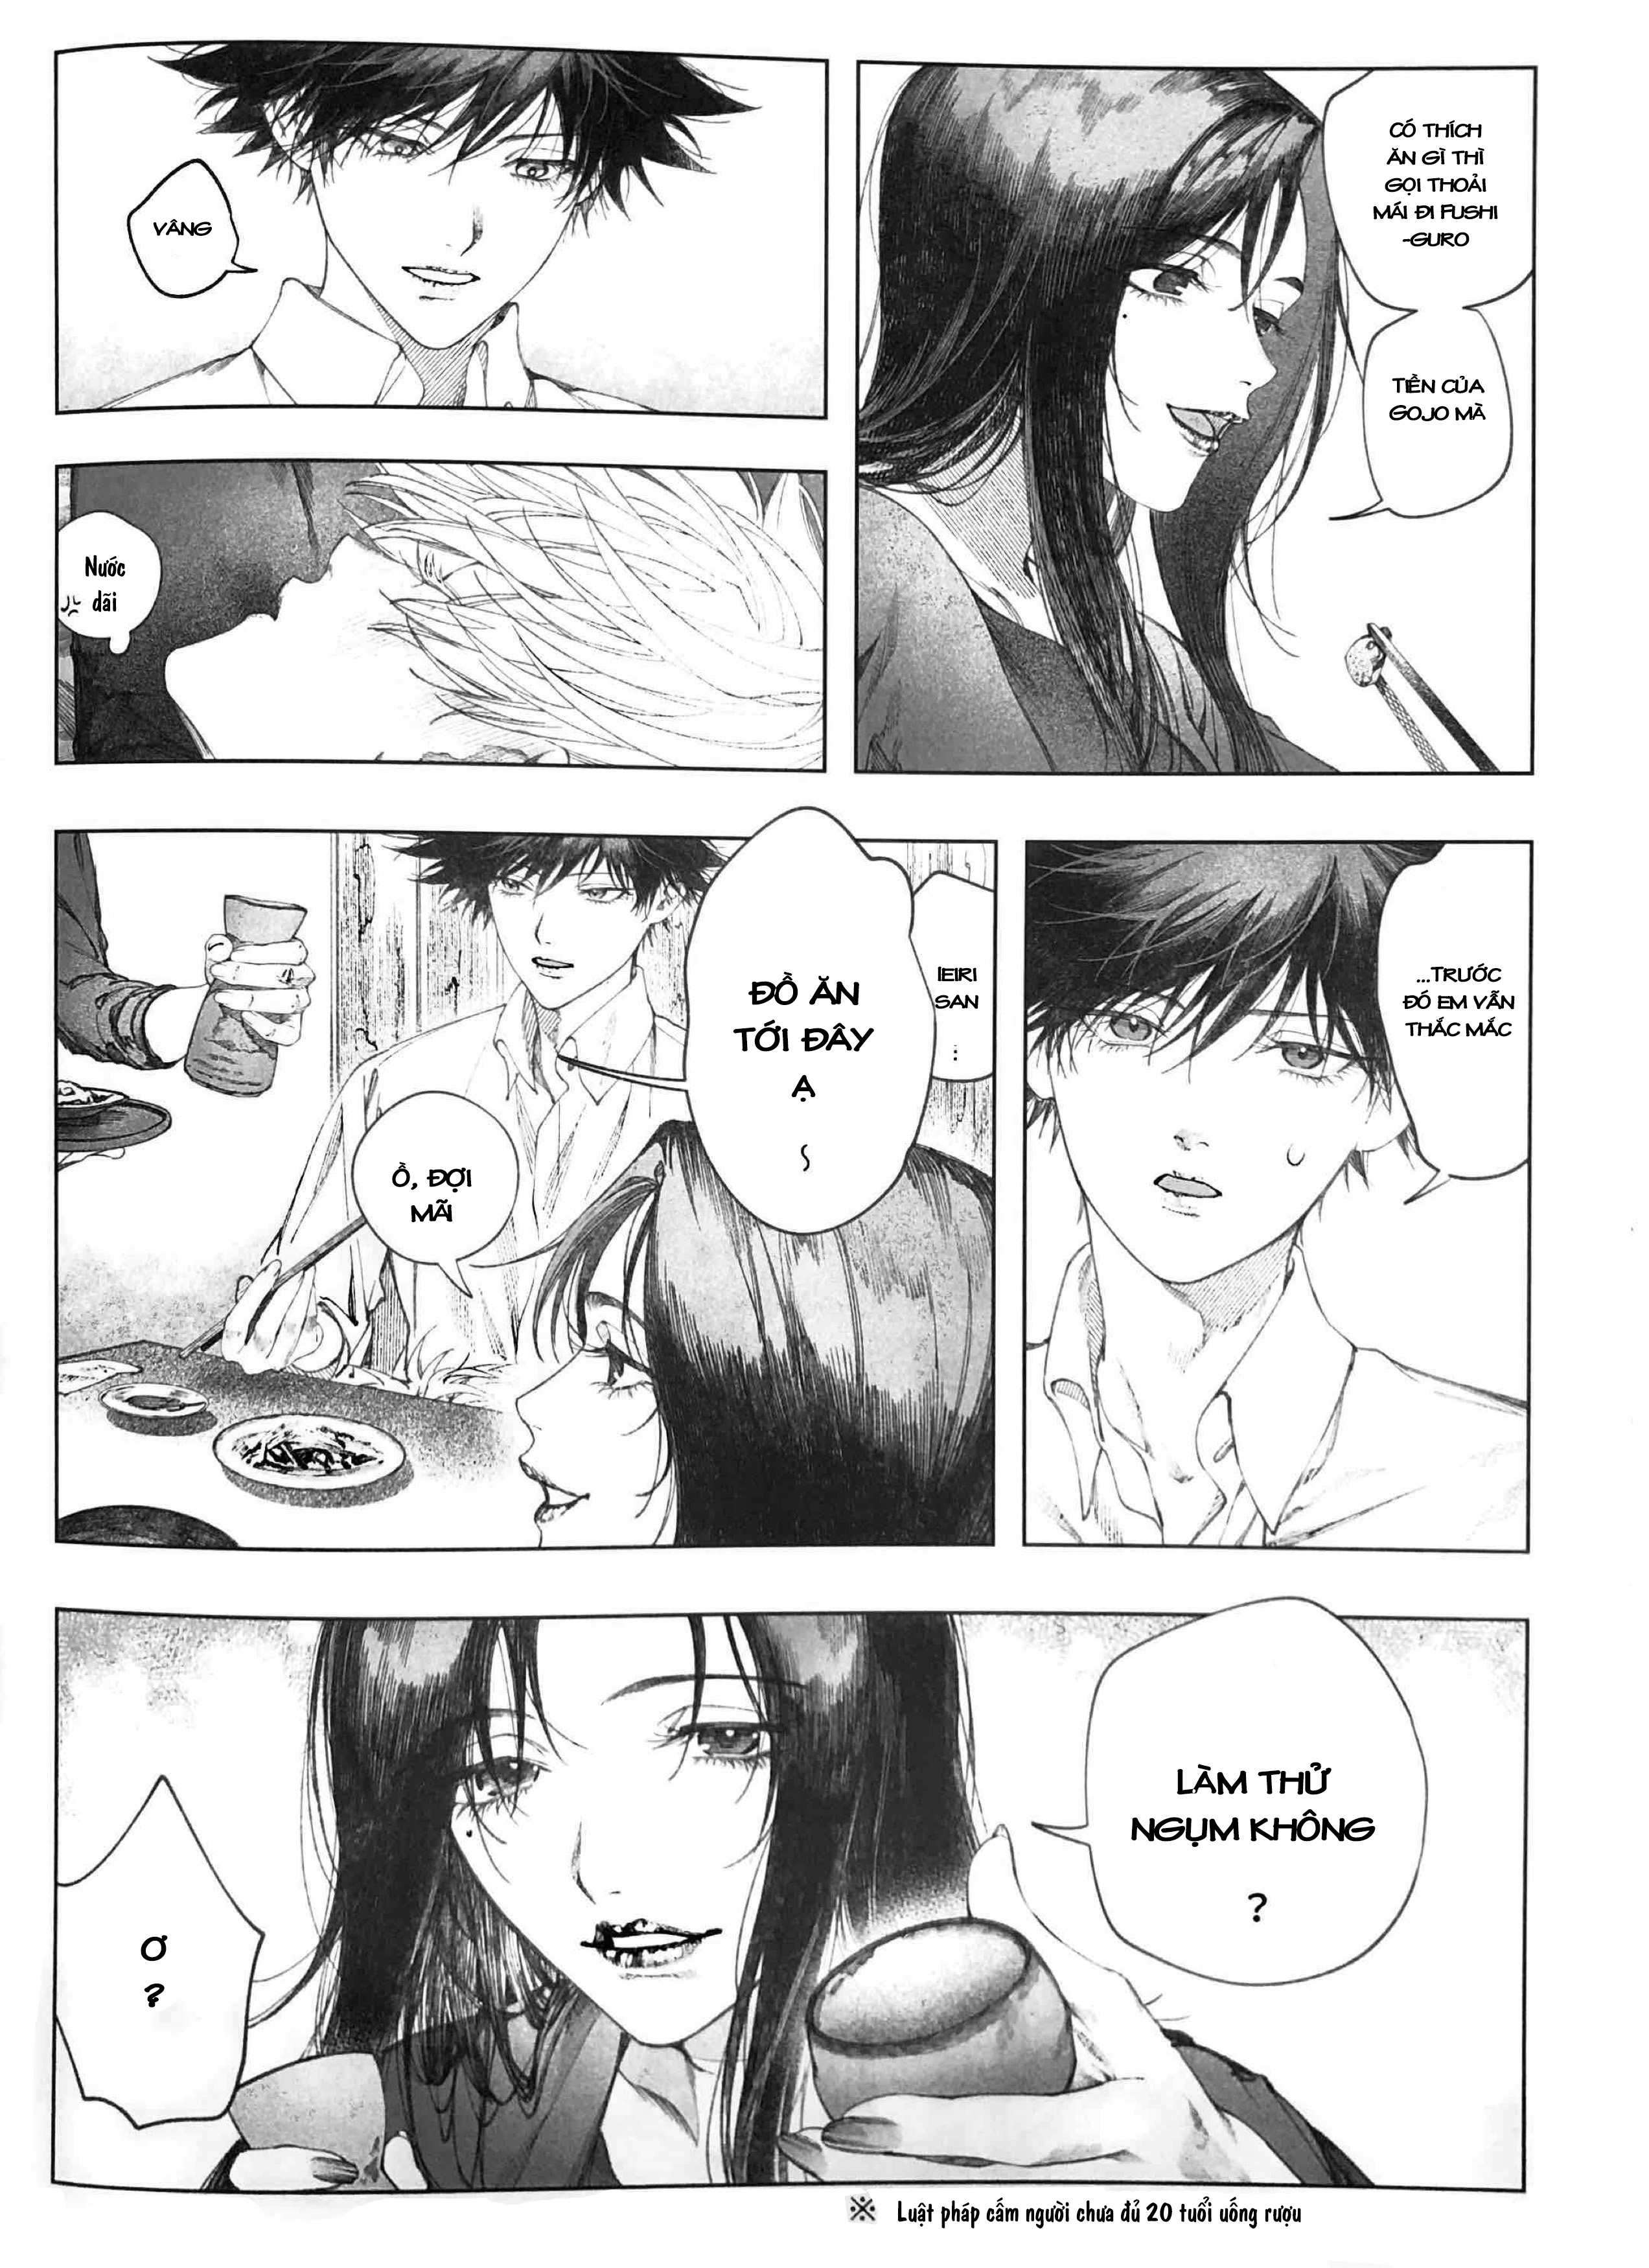 CÓ THÍCH
ĂN GÌ THÌ
GỌI THOẢI
MÁI ĐI FUSHI
-GURO
TIỀN CỦA
GOJO MÀ
VÂNG
Nước
dãi
...TRƯỚC
ĐÓ EM VẪN
THẮC MẮC
IEIRI
SAN
...
ĐỒ ĂN
TỚI ĐÂY
Ạ
~
Ồ, ĐỢI
MÃI
LÀM THỬ
NGỤM KHÔNG
?
Ơ
?
※ Luật pháp cấm người chưa đủ 20 tuổi uống rượu